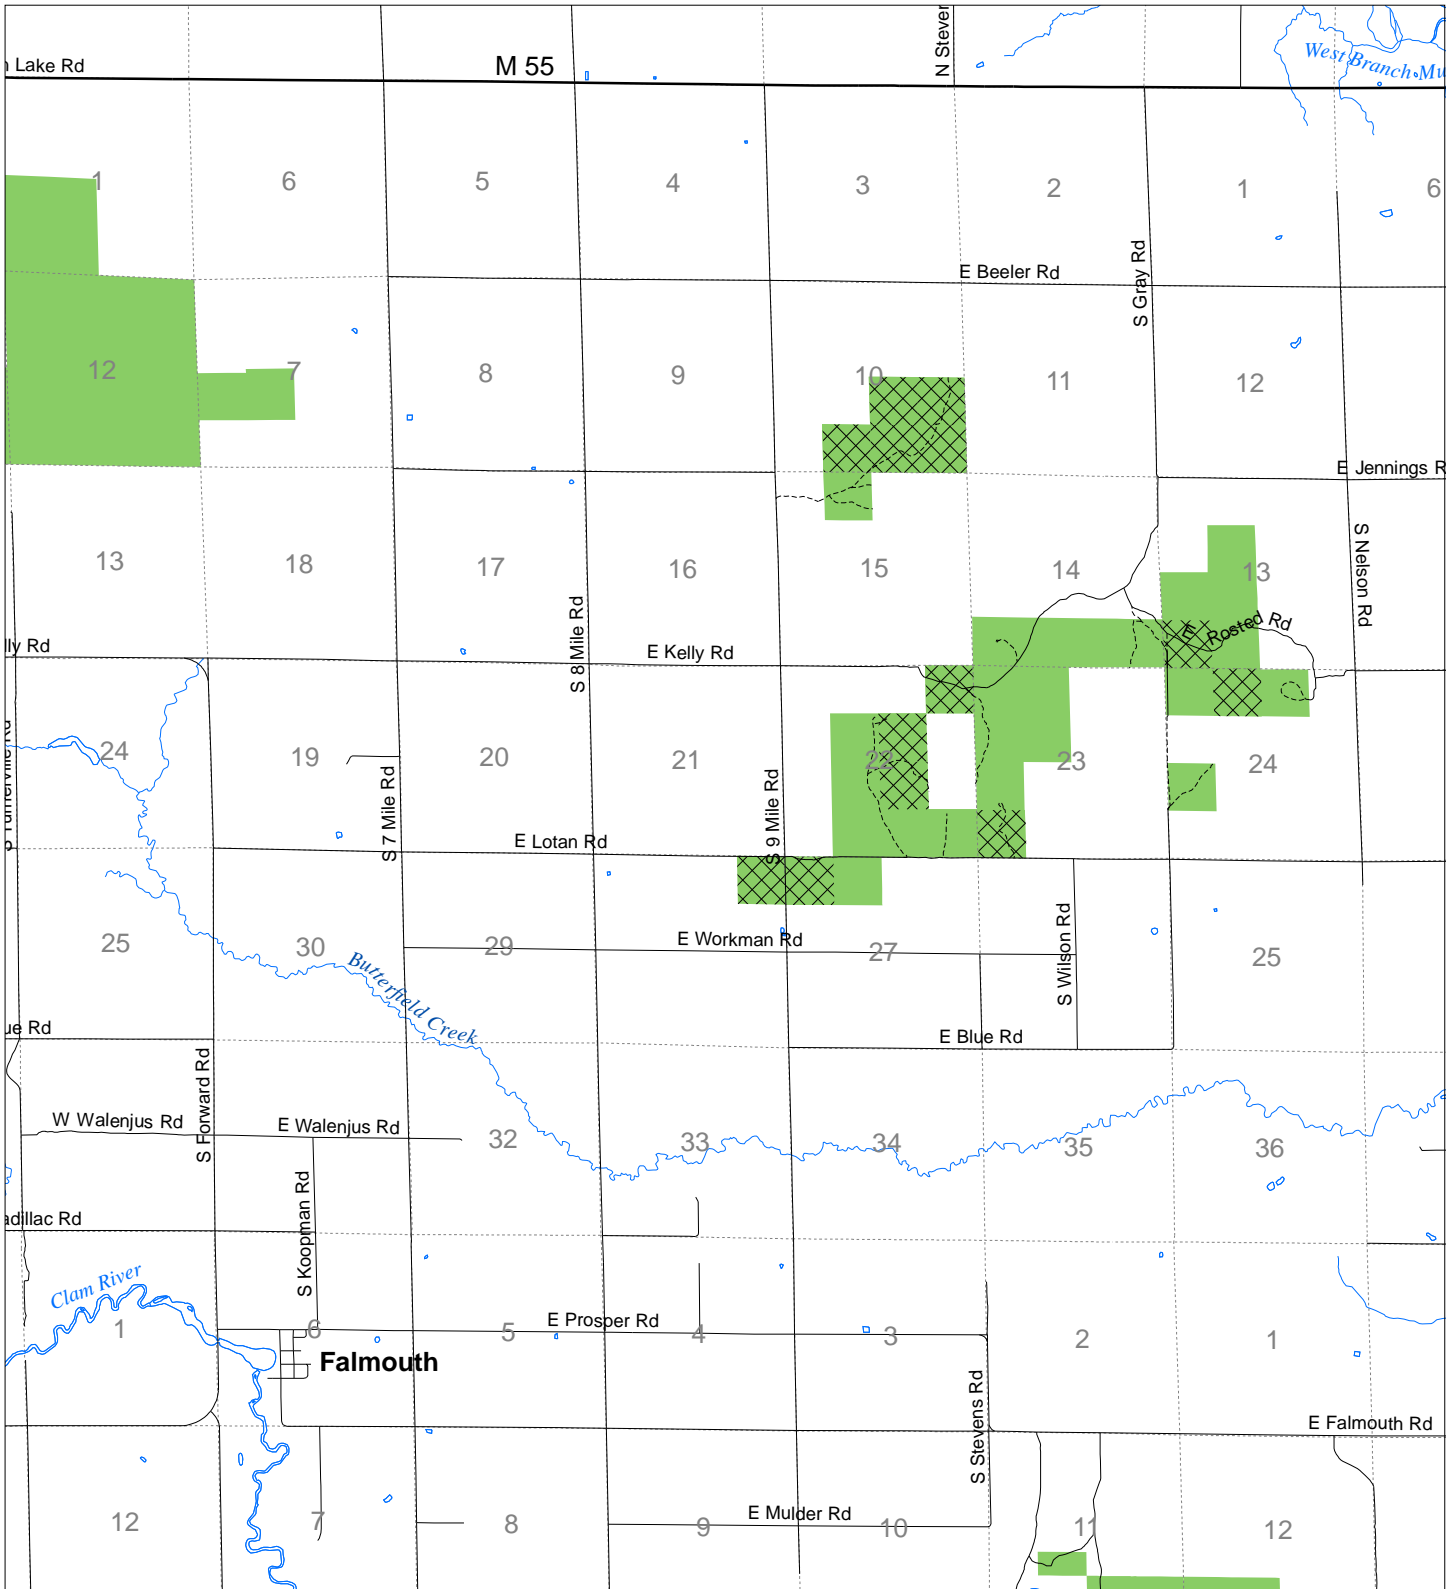 Lake Rd
M 55
N Steven
West Branch Mu
1
6
5
4
3
2
1
6
E Beeler Rd
S Gray Rd
12
7
8
9
10
11
12
E Jennings R
13
18
17
16
15
14
13
S Nelson Rd
E Rosted Rd
lly Rd
S 8 Mile Rd
E Kelly Rd
24
19
20
21
22
23
24
S Turnerville Rd
S 7 Mile Rd
S 9 Mile Rd
E Lotan Rd
25
30
29
E Workman Rd
27
S Wilson Rd
25
Butterfield Creek
ue Rd
E Blue Rd
S Forward Rd
W Walenjus Rd
E Walenjus Rd
32
33
34
35
36
S Koopman Rd
adillac Rd
Clam River
1
6
5
E Prosper Rd
4
3
2
1
Falmouth
S Stevens Rd
E Falmouth Rd
12
7
8
9
E Mulder Rd
10
11
12